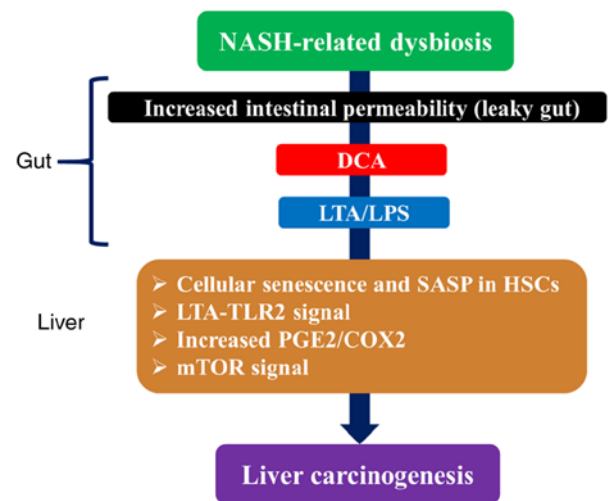 NASH-related dysbiosis
Increased intestinal permeability (leaky gut)
Gut
DCA
LTA/LPS
Liver
➢ Cellular senescence and SASP in HSCs
➢ LTA-TLR2 signal
➢ Increased PGE2/COX2
➢ mTOR signal
Liver carcinogenesis